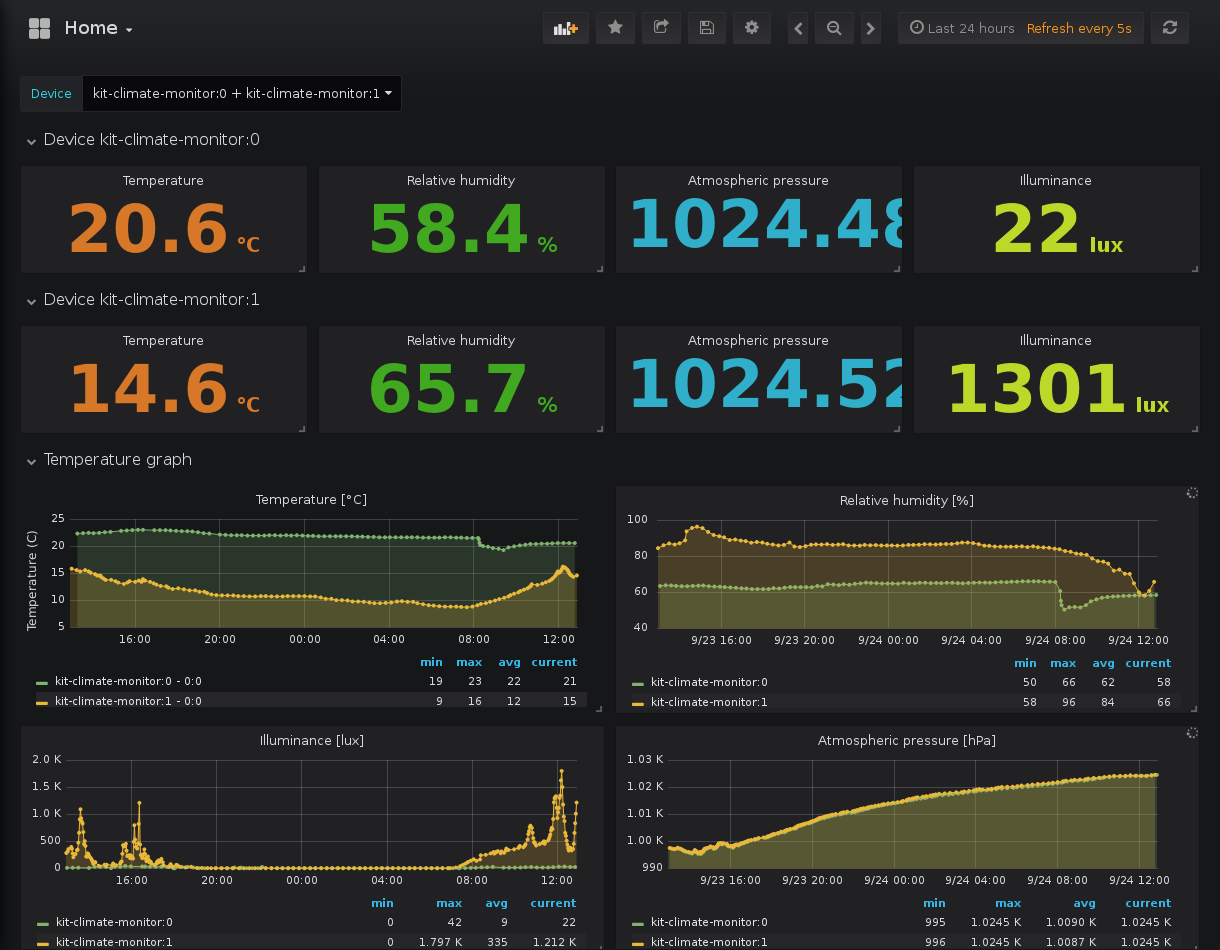 Home
Last 24 hours Refresh every 5s
Device kit-climate-monitor:0 + kit-climate-monitor:1
Device kit-climate-monitor:0
Temperature Relative humidity Atmospheric pressure Illuminance
20.6 °C 58.4 % 1024.48 22 lux
Device kit-climate-monitor:1
Temperature Relative humidity Atmospheric pressure Illuminance
14.6 °C 65.7 % 1024.52 1301 lux
Temperature graph
Temperature [°C]
Temperature (C)
25
20
15
10
5
16:00 20:00 00:00 04:00 08:00 12:00
min max avg current
kit-climate-monitor:0 - 0:0 19 23 22 21
kit-climate-monitor:1 - 0:0 9 16 12 15
Relative humidity [%]
100
80
60
40
9/23 16:00 9/23 20:00 9/24 00:00 9/24 04:00 9/24 08:00 9/24 12:00
min max avg current
kit-climate-monitor:0 50 66 62 58
kit-climate-monitor:1 58 96 84 66
Illuminance [lux]
2.0 K
1.5 K
1.0 K
500
0
16:00 20:00 00:00 04:00 08:00 12:00
min max avg current
kit-climate-monitor:0 0 42 9 22
kit-climate-monitor:1 0 1.797 K 335 1.212 K
Atmospheric pressure [hPa]
1.03 K
1.02 K
1.01 K
1.00 K
990
9/23 16:00 9/23 20:00 9/24 00:00 9/24 04:00 9/24 08:00 9/24 12:00
min max avg current
kit-climate-monitor:0 995 1.0245 K 1.0090 K 1.0245 K
kit-climate-monitor:1 996 1.0245 K 1.0087 K 1.0245 K